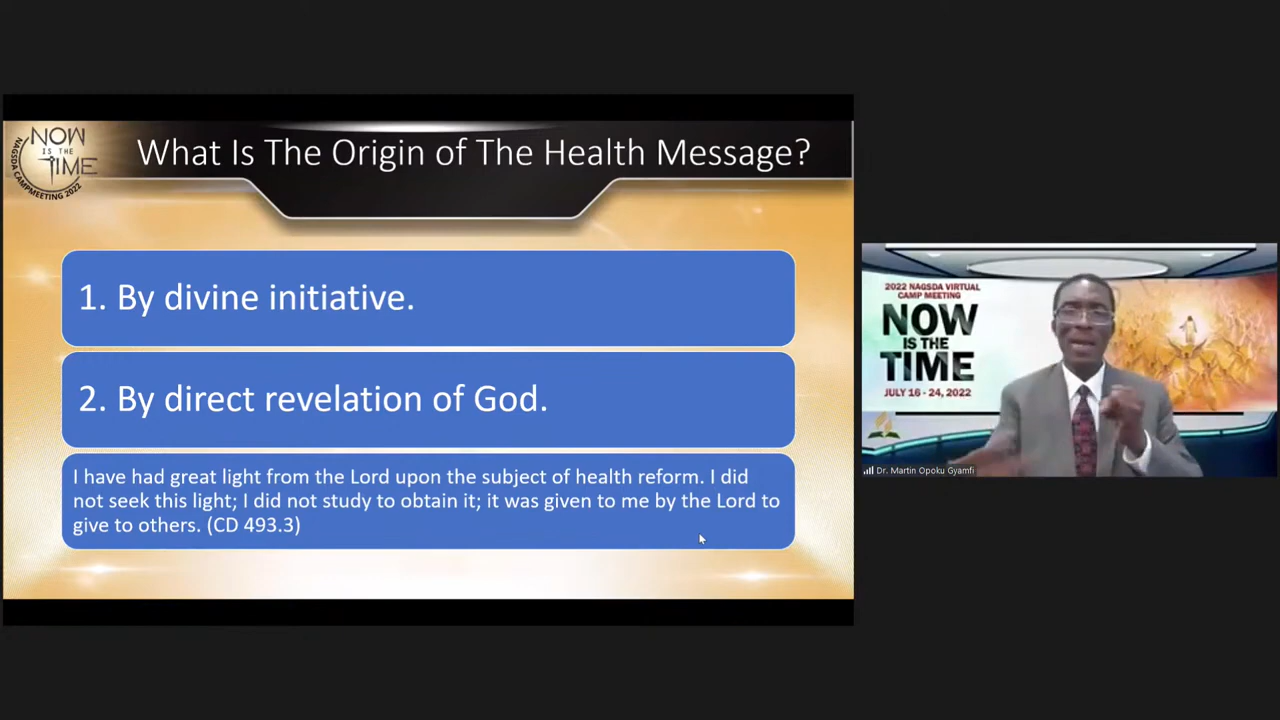 NOW
IS THE
TIME
NAGSDA CAMPMEETING 2022
What Is The Origin of The Health Message?
1. By divine initiative.
2. By direct revelation of God.
I have had great light from the Lord upon the subject of health reform. I did
not seek this light; I did not study to obtain it; it was given to me by the Lord to
give to others. (CD 493.3)
2022 NAGSDA VIRTUAL
CAMP MEETING
NOW
IS THE
TIME
JULY 16 - 24, 2022
Dr. Martin Opoku Gyamfi